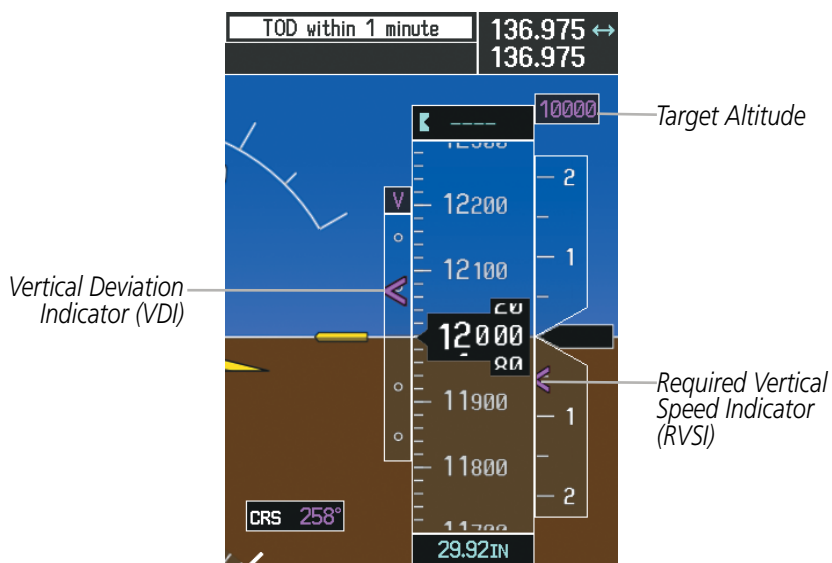 TOD within 1 minute
136.975 ↔
136.975
10000
Target Altitude
----
2
V
12200
1
12100
Vertical Deviation
Indicator (VDI)
12000
80
11900
Required Vertical
Speed Indicator
(RVSI)
1
11800
2
CRS 258°
29.92IN